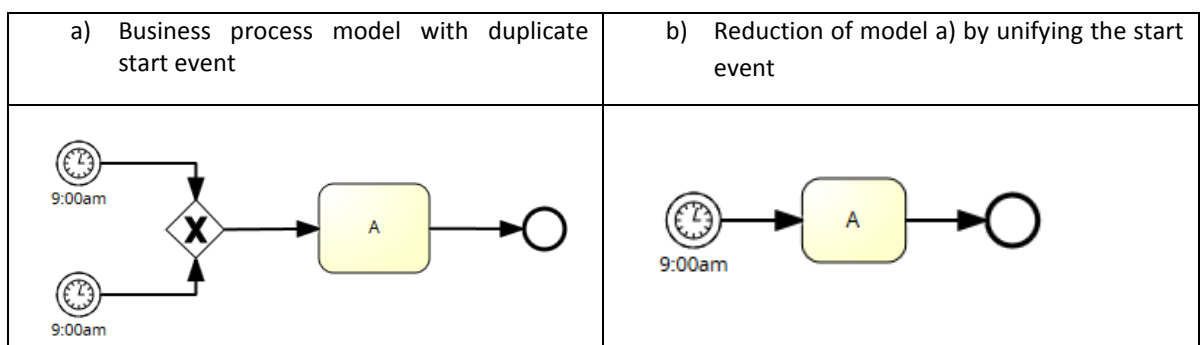 a) Business process model with duplicate
start event
b) Reduction of model a) by unifying the start
event
9:00am
X
A
9:00am
A
9:00am